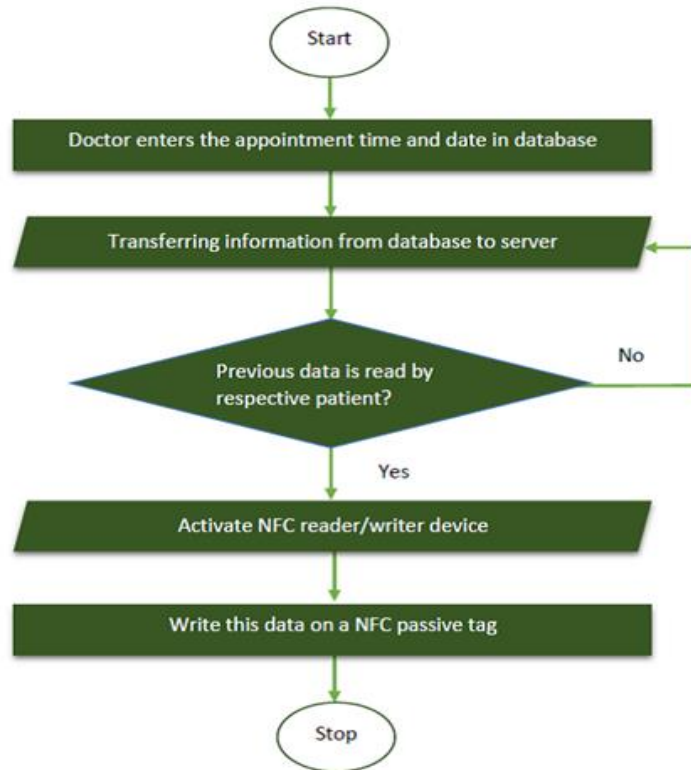 Start
Doctor enters the appointment time and date in database
Transferring information from database to server
Previous data is read by
respective patient?
No
Yes
Activate NFC reader/writer device
Write this data on a NFC passive tag
Stop